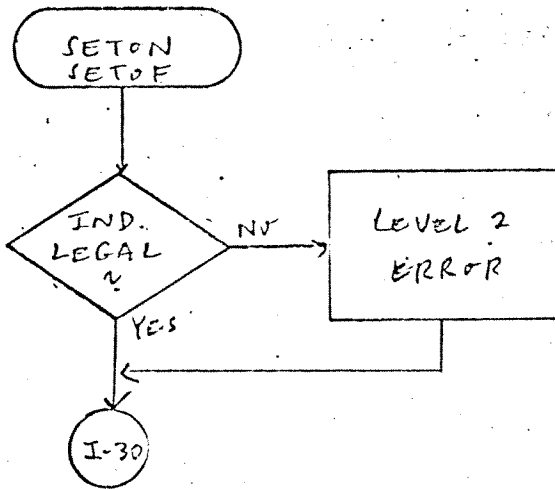 SETON
SETOF
IND.
LEGAL
?
NO
LEVEL 2
ERROR
YES
I-30